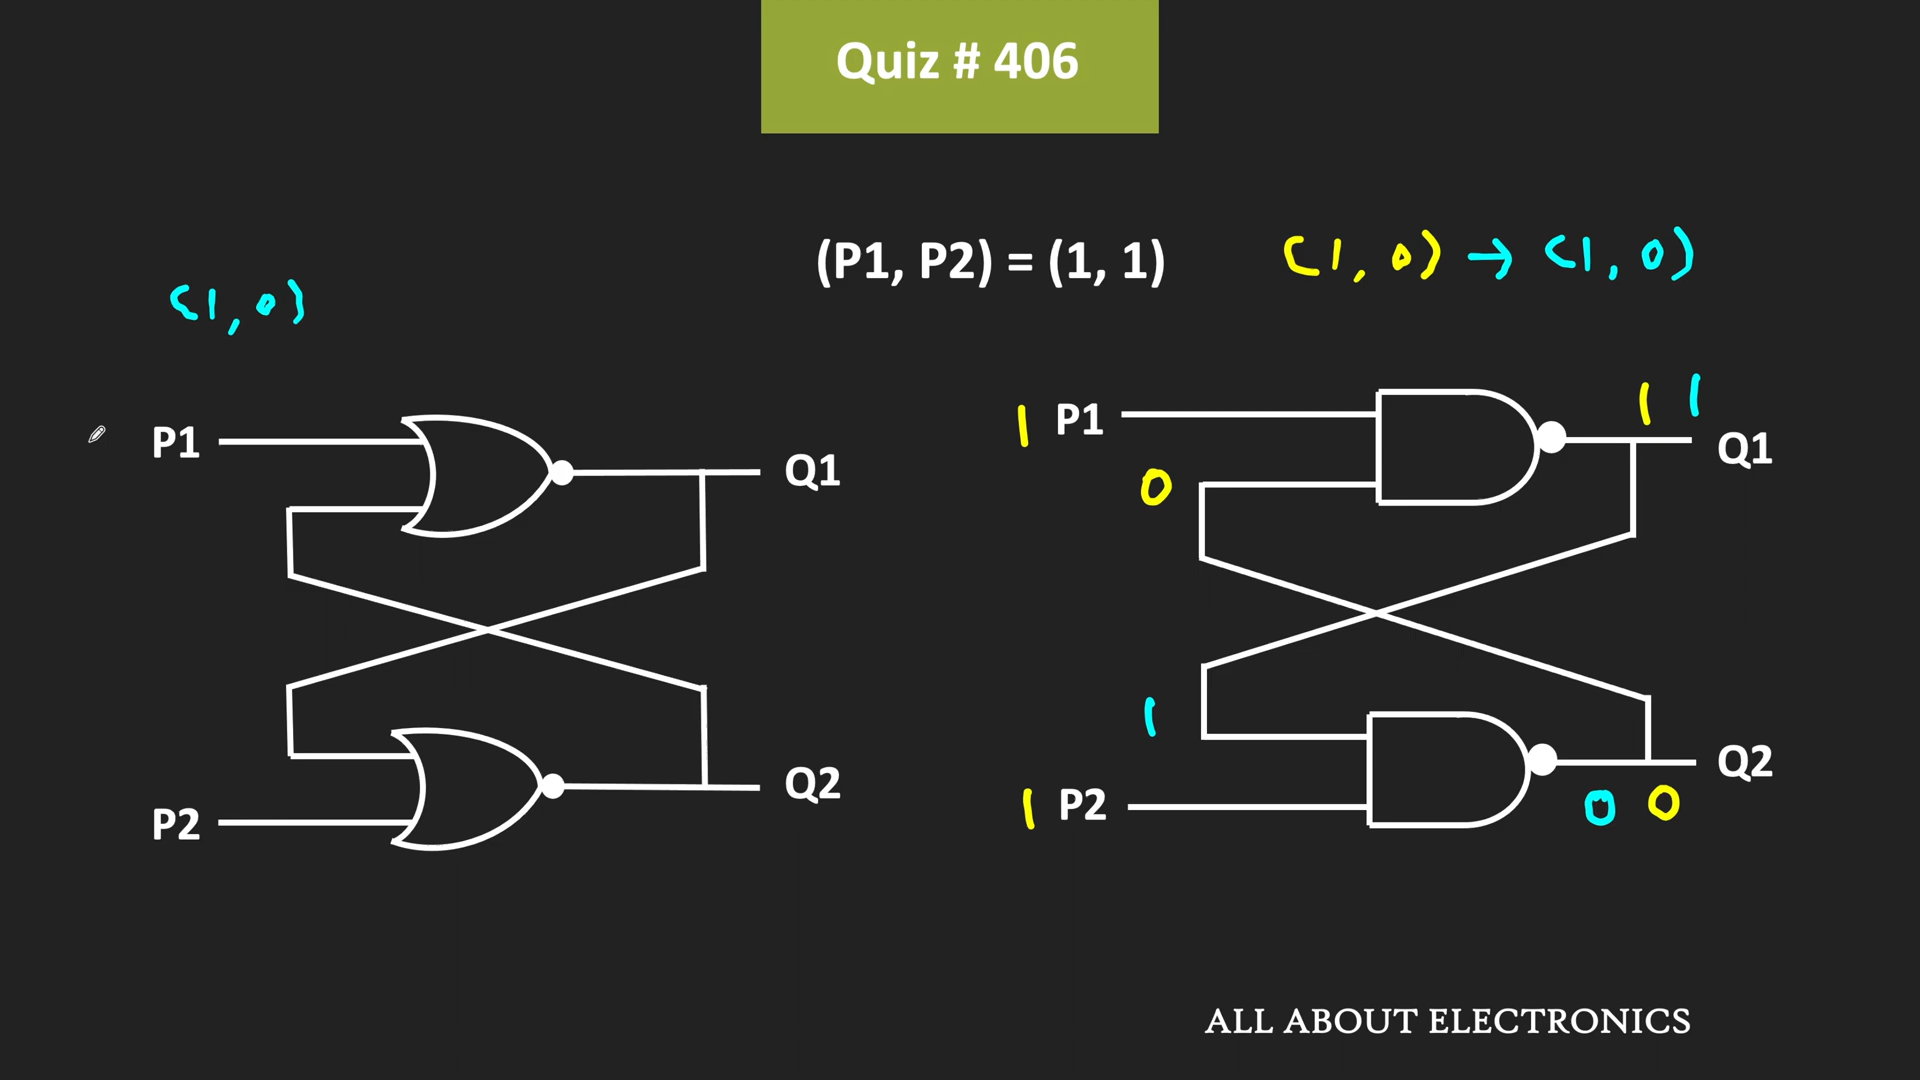 Quiz # 406
(P1, P2) = (1, 1) (1, 0) → (1, 0)
(1, 0)
P1
Q1
P2
Q2
1 P1
0
1 1
Q1
1
1 P2
Q2
0 0
ALL ABOUT ELECTRONICS